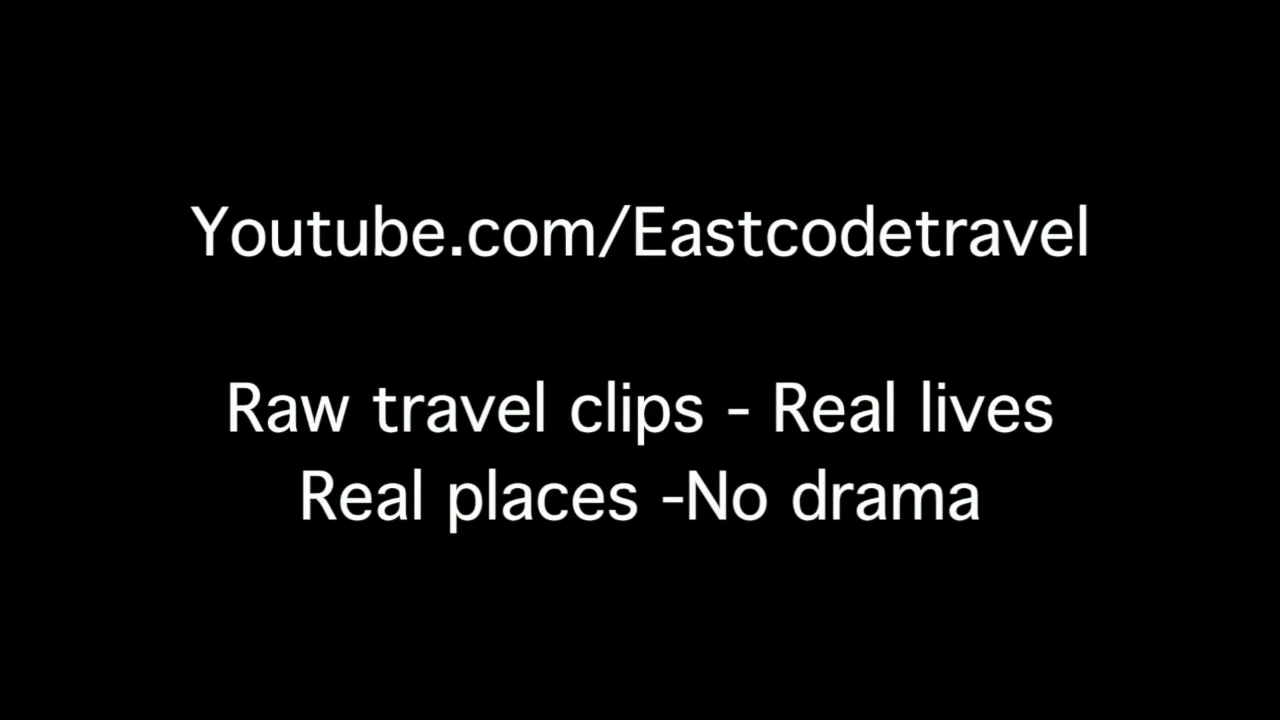 Youtube.com/Eastcodetravel
Raw travel clips - Real lives
Real places -No drama